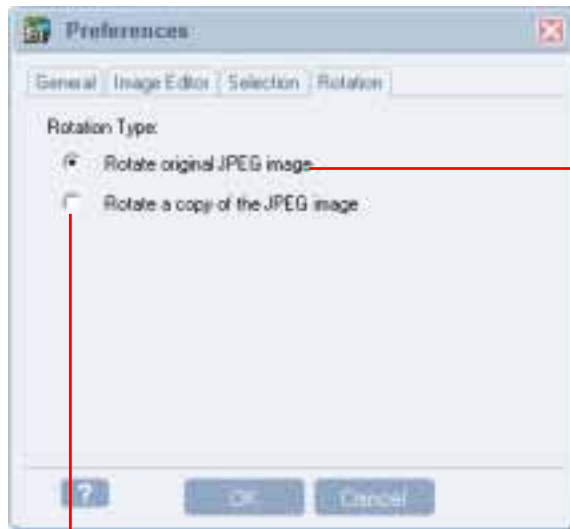 Preferences
General Image Editor Selection Rotation
Rotation Type:
Rotate original JPEG image
Rotate a copy of the JPEG image
? OK Cancel